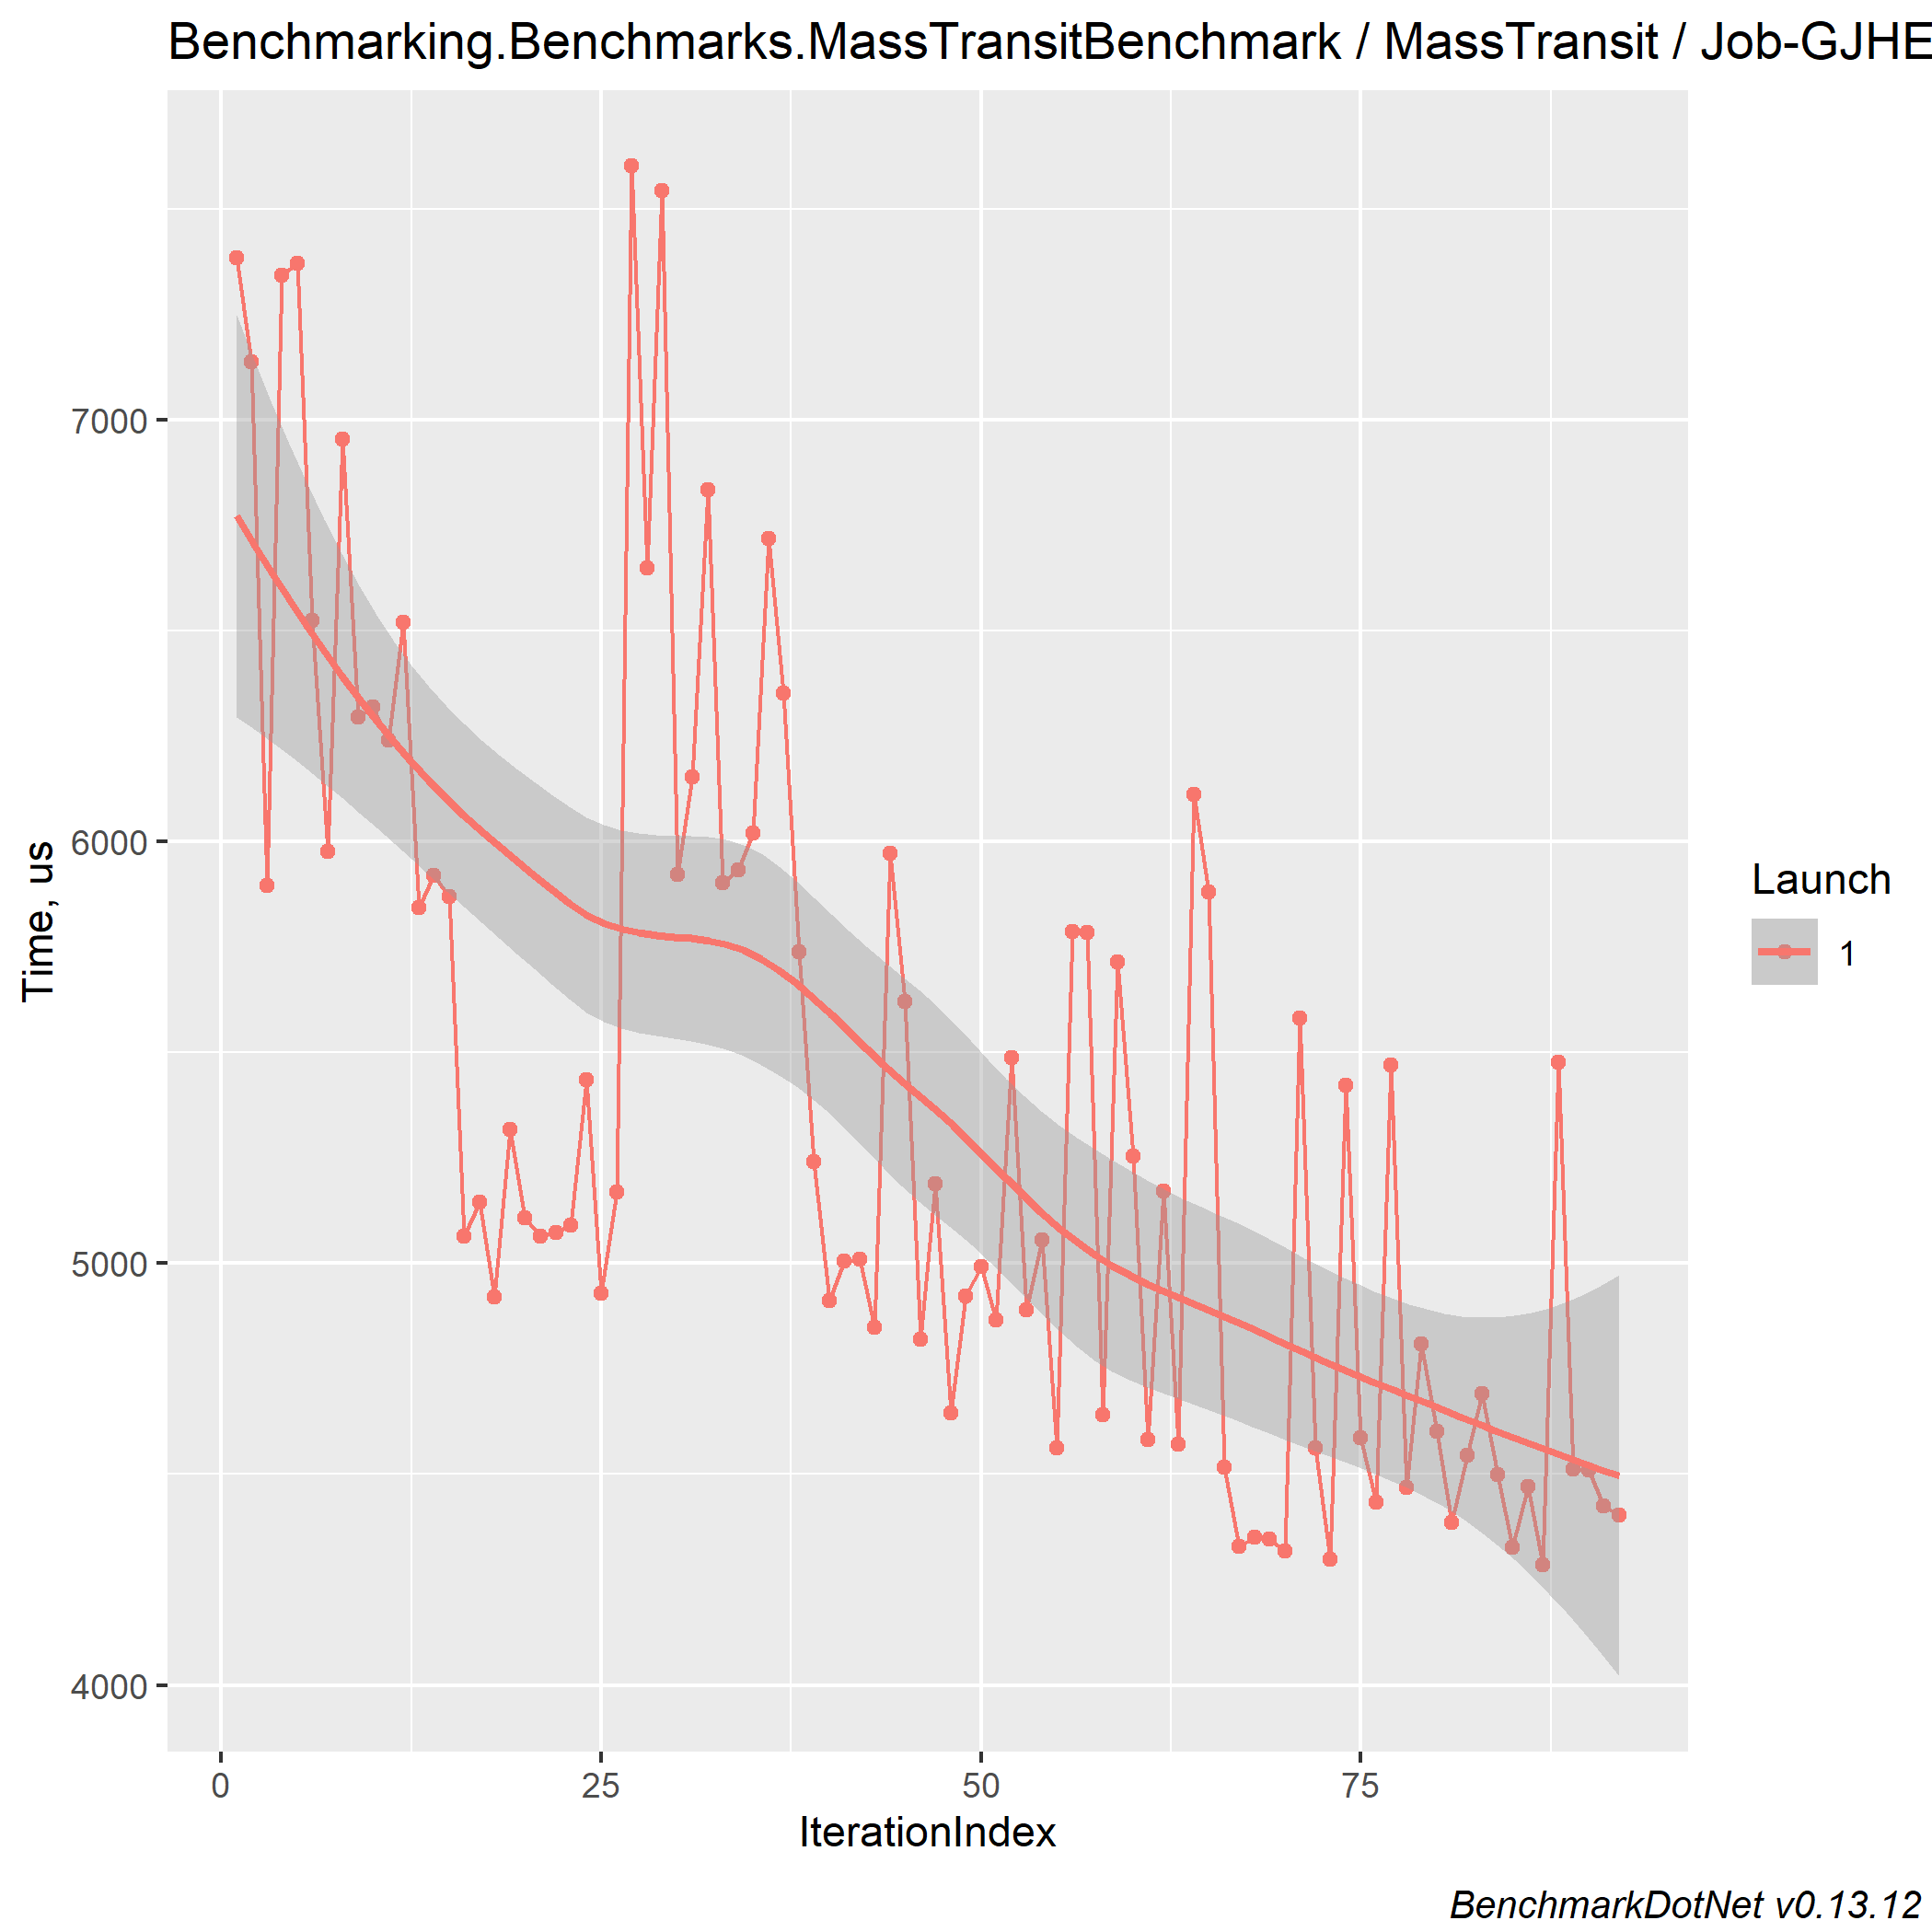 Benchmarking.Benchmarks.MassTransitBenchmark / MassTransit / Job-GJHE
7000
6000
5000
4000
Time, us
0 25 50 75
IterationIndex
Launch
1
BenchmarkDotNet v0.13.12